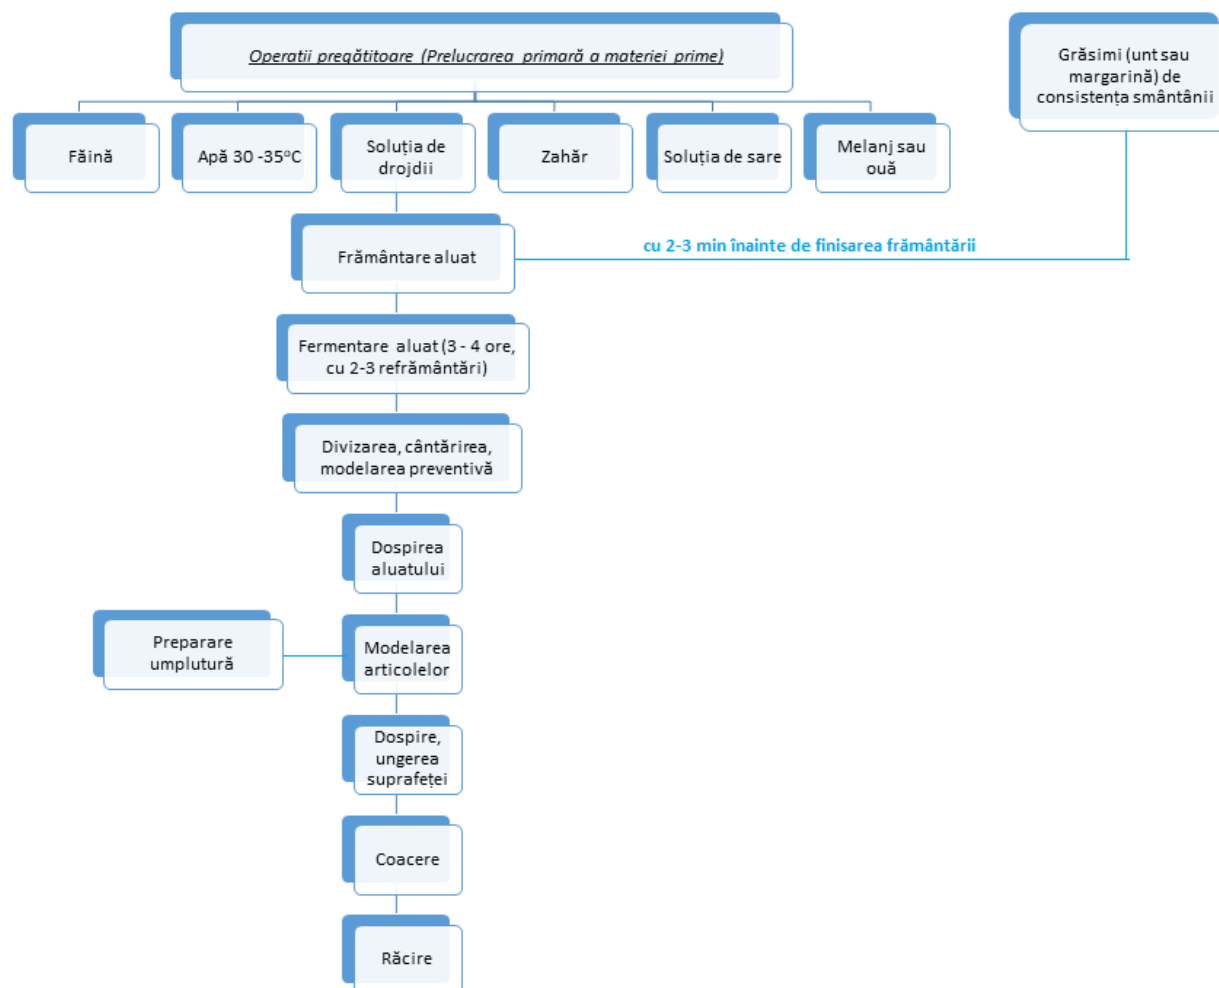 Operatii pregătitoare (Prelucrarea primară a materiei prime)
Grăsimi (unt sau
margarină) de
consistența smântânii
Făină
Apă 30 -35°C
Soluția de
drojdii
Zahăr
Soluția de sare
Melanj sau
ouă
Frământare aluat
cu 2-3 min înainte de finisarea frământării
Fermentare aluat (3 - 4 ore,
cu 2-3 refrământări)
Divizarea, cântărirea,
modelarea preventivă
Dospirea
aluatului
Preparare
umplutură
Modelarea
articolelor
Dospire,
ungerea
suprafeței
Coacere
Răcire